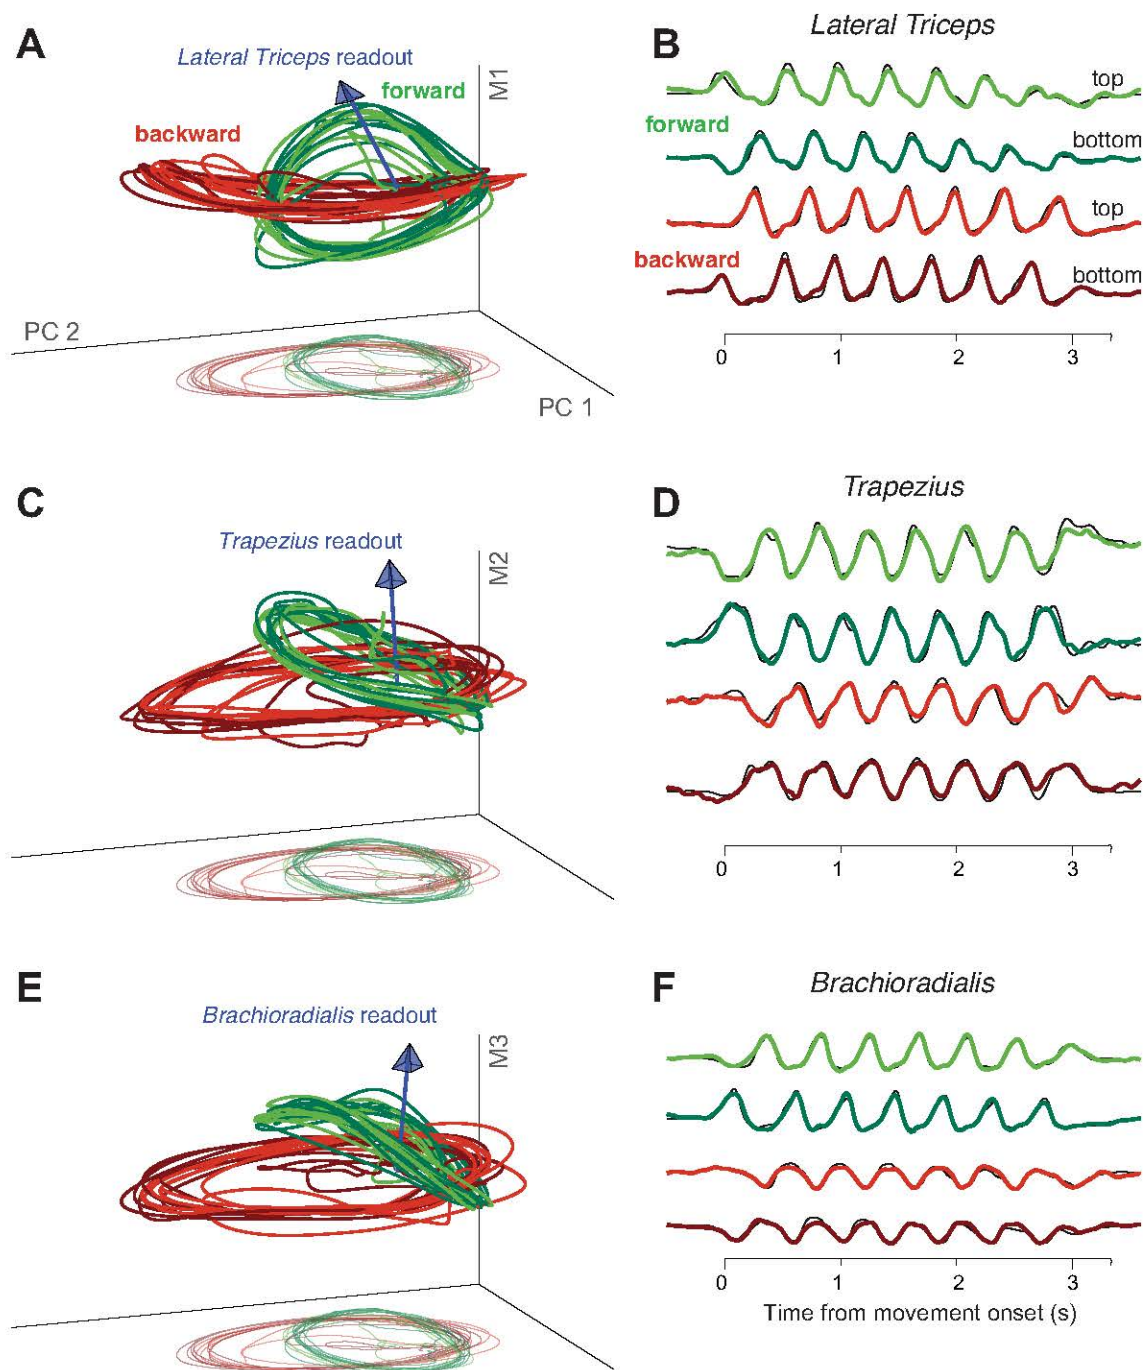 A
Lateral Triceps readout
forward
backward
M1
PC 2
PC 1
B
Lateral Triceps
top
forward
bottom
top
backward
bottom
0 1 2 3
C
Trapezius readout
M2
D
Trapezius
0 1 2 3
E
Brachioradialis readout
M3
F
Brachioradialis
0 1 2 3
Time from movement onset (s)